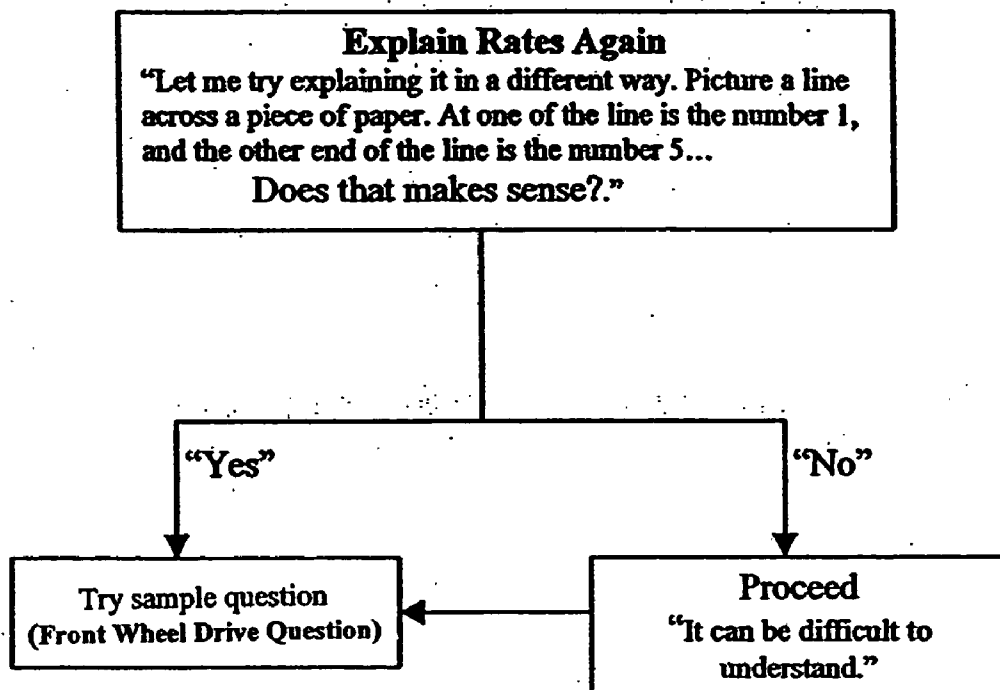 Explain Rates Again
“Let me try explaining it in a different way. Picture a line
across a piece of paper. At one of the line is the number 1,
and the other end of the line is the number 5...
Does that makes sense?.”
“Yes”
“No”
Try sample question
(Front Wheel Drive Question)
Proceed
“It can be difficult to
understand.”